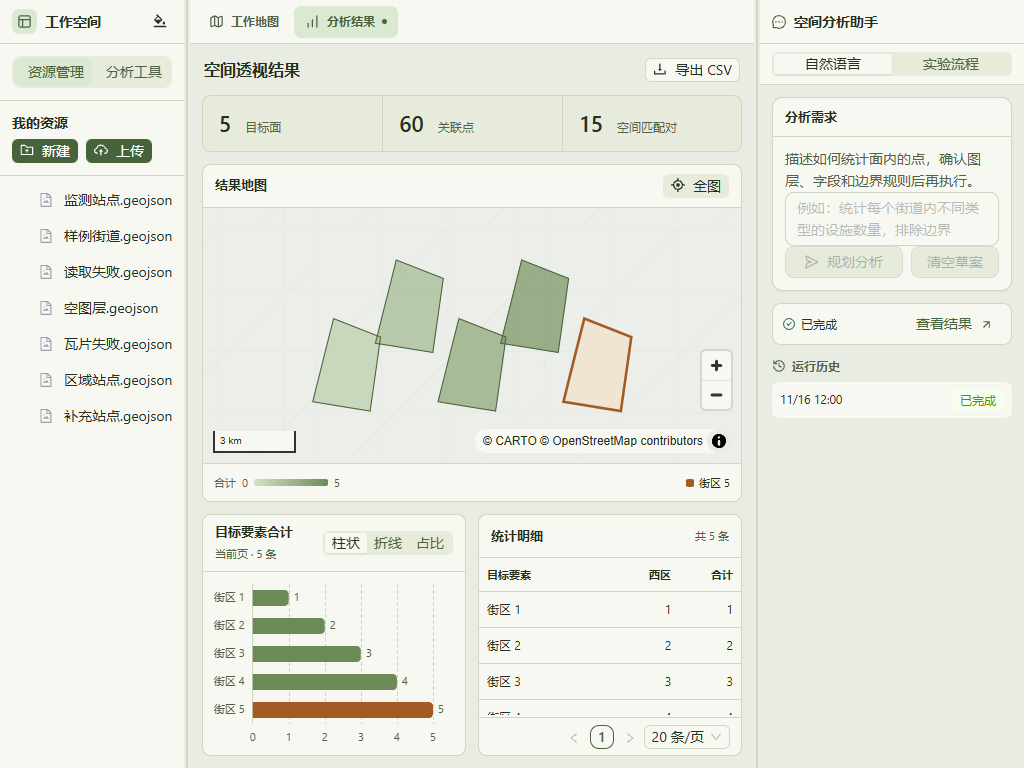 工作空间
资源管理
分析工具
我的资源
新建
上传
监测站点.geojson
样例街道.geojson
读取失败.geojson
空图层.geojson
瓦片失败.geojson
区域站点.geojson
补充站点.geojson
工作地图
分析结果
空间透视结果
导出 CSV
5 目标面
60 关联点
15 空间匹配对
结果地图
全图
3 km
© CARTO © OpenStreetMap contributors
合计 0 5
街区 5
目标要素合计
当前页 · 5 条
柱状 折线 占比
街区 1 1
街区 2 2
街区 3 3
街区 4 4
街区 5 5
0 1 2 3 4 5
统计明细
共 5 条
目标要素 西区 合计
街区 1 1 1
街区 2 2 2
街区 3 3 3
1
20 条/页
空间分析助手
自然语言
实验流程
分析需求
描述如何统计面内的点，确认图
层、字段和边界规则后再执行。
例如：统计每个街道内不同类
型的设施数量，排除边界
规划分析
清空草案
已完成
查看结果
运行历史
11/16 12:00
已完成